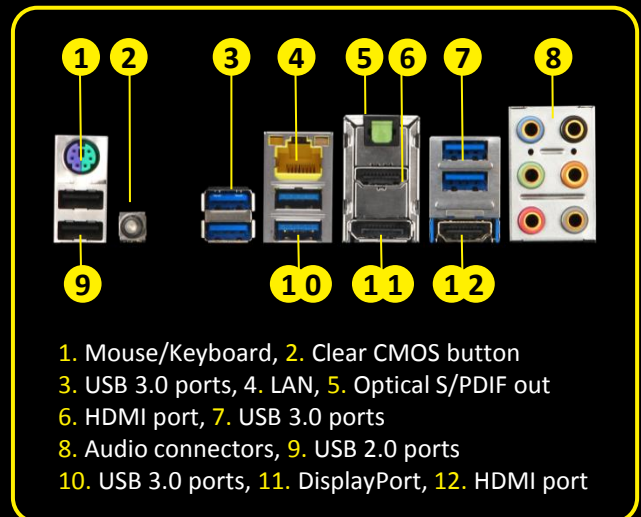 1 2 3 4 5 6 7 8
9 10 11 12
1. Mouse/Keyboard, 2. Clear CMOS button
3. USB 3.0 ports, 4. LAN, 5. Optical S/PDIF out
6. HDMI port, 7. USB 3.0 ports
8. Audio connectors, 9. USB 2.0 ports
10. USB 3.0 ports, 11. DisplayPort, 12. HDMI port